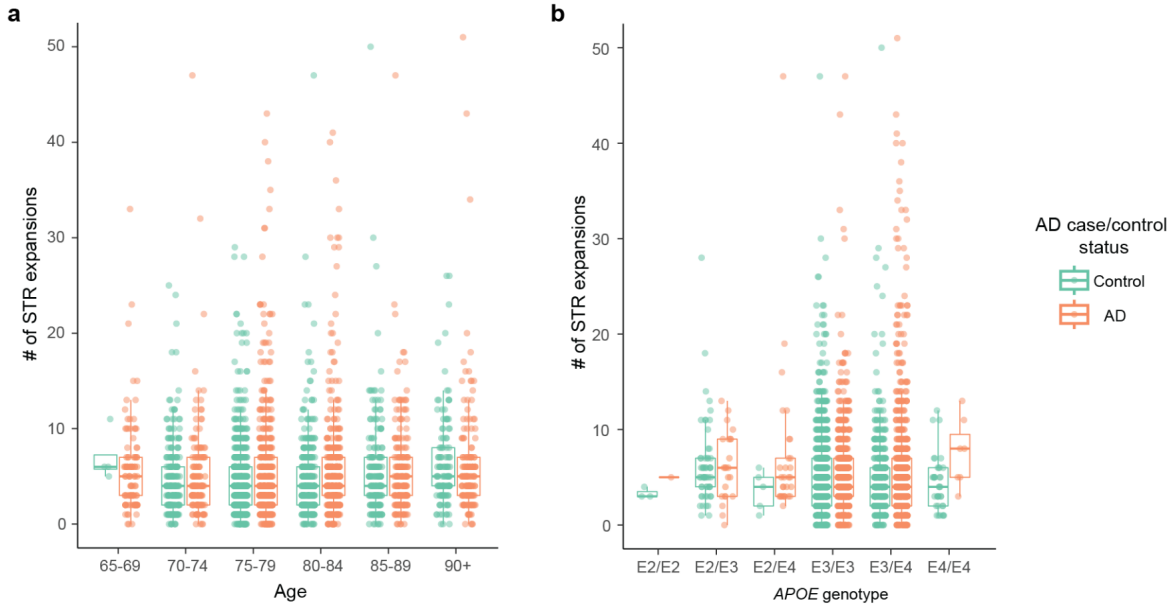 a
# of STR expansions
50
40
30
20
10
0
65-69 70-74 75-79 80-84 85-89 90+
Age
b
# of STR expansions
50
40
30
20
10
0
E2/E2 E2/E3 E2/E4 E3/E3 E3/E4 E4/E4
APOE genotype
AD case/control
status
Control
AD